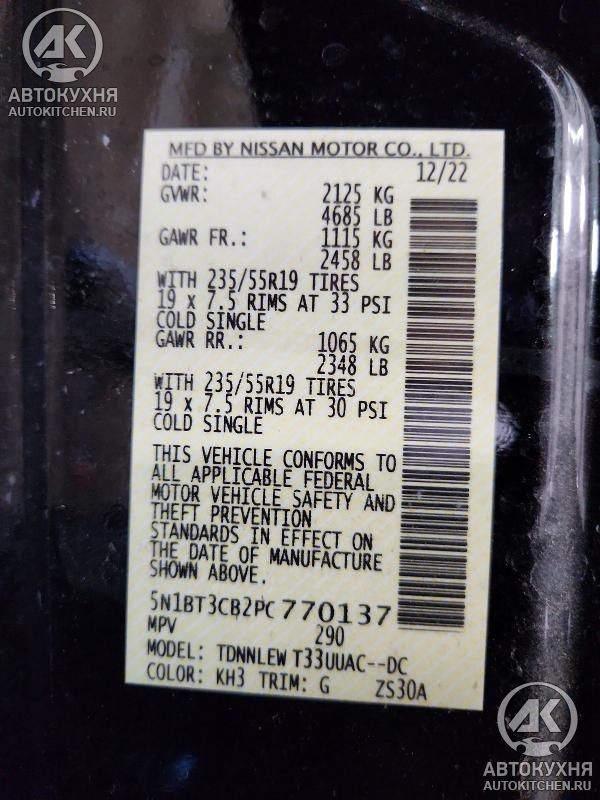 АК
АВТОКУХНЯ
AUTOKITCHEN.RU
MFD BY NISSAN MOTOR CO., LTD.
DATE: 12/22
GVWR: 2125 KG
4685 LB
GAWR FR.: 1115 KG
2458 LB
WITH 235/55R19 TIRES
19 x 7.5 RIMS AT 33 PSI
COLD SINGLE
GAWR RR.: 1065 KG
2348 LB
WITH 235/55R19 TIRES
19 x 7.5 RIMS AT 30 PSI
COLD SINGLE
THIS VEHICLE CONFORMS TO
ALL APPLICABLE FEDERAL
MOTOR VEHICLE SAFETY AND
THEFT PREVENTION
STANDARDS IN EFFECT ON
THE DATE OF MANUFACTURE
SHOWN ABOVE.
5N1BT3CB2PC770137
MPV 290
MODEL: TDNNLEW T33UUAC--DC
COLOR: KH3 TRIM: G ZS30A
АК
АВТОКУХНЯ
AUTOKITCHEN.RU